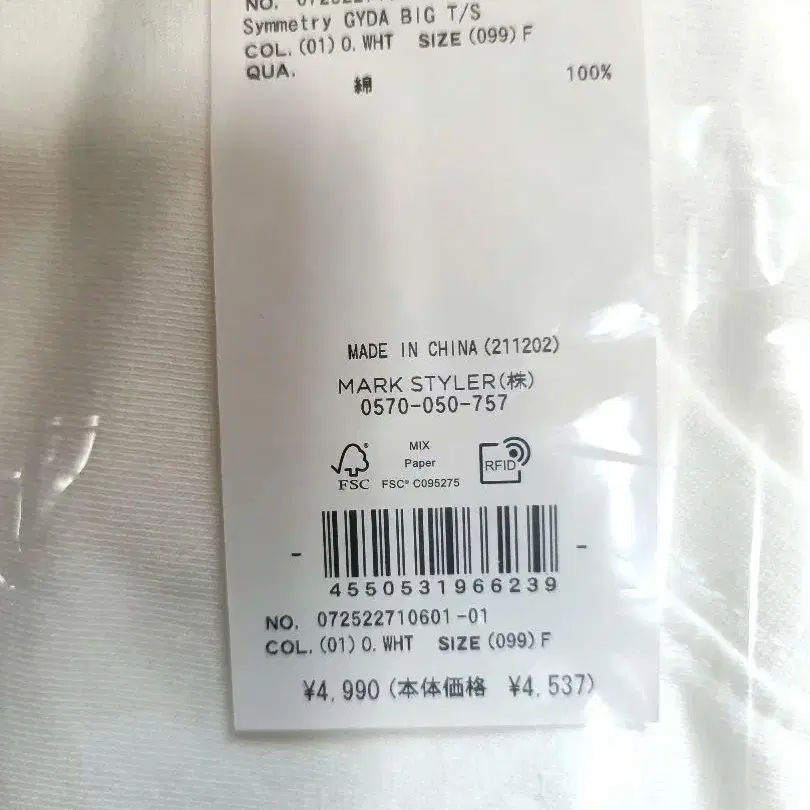 NO.
Symmetry GYDA BIG T/S
COL.(01)O.WHT SIZE(099)F
QUA.
綿 100%
MADE IN CHINA(211202)
MARK STYLER(株)
0570-050-757
MIX
Paper
FSC® C095275
FSC®
RFID
- -
4550531966239
NO. 072522710601-01
COL.(01)O.WHT SIZE(099)F
¥4,990(本体価格 ¥4,537)